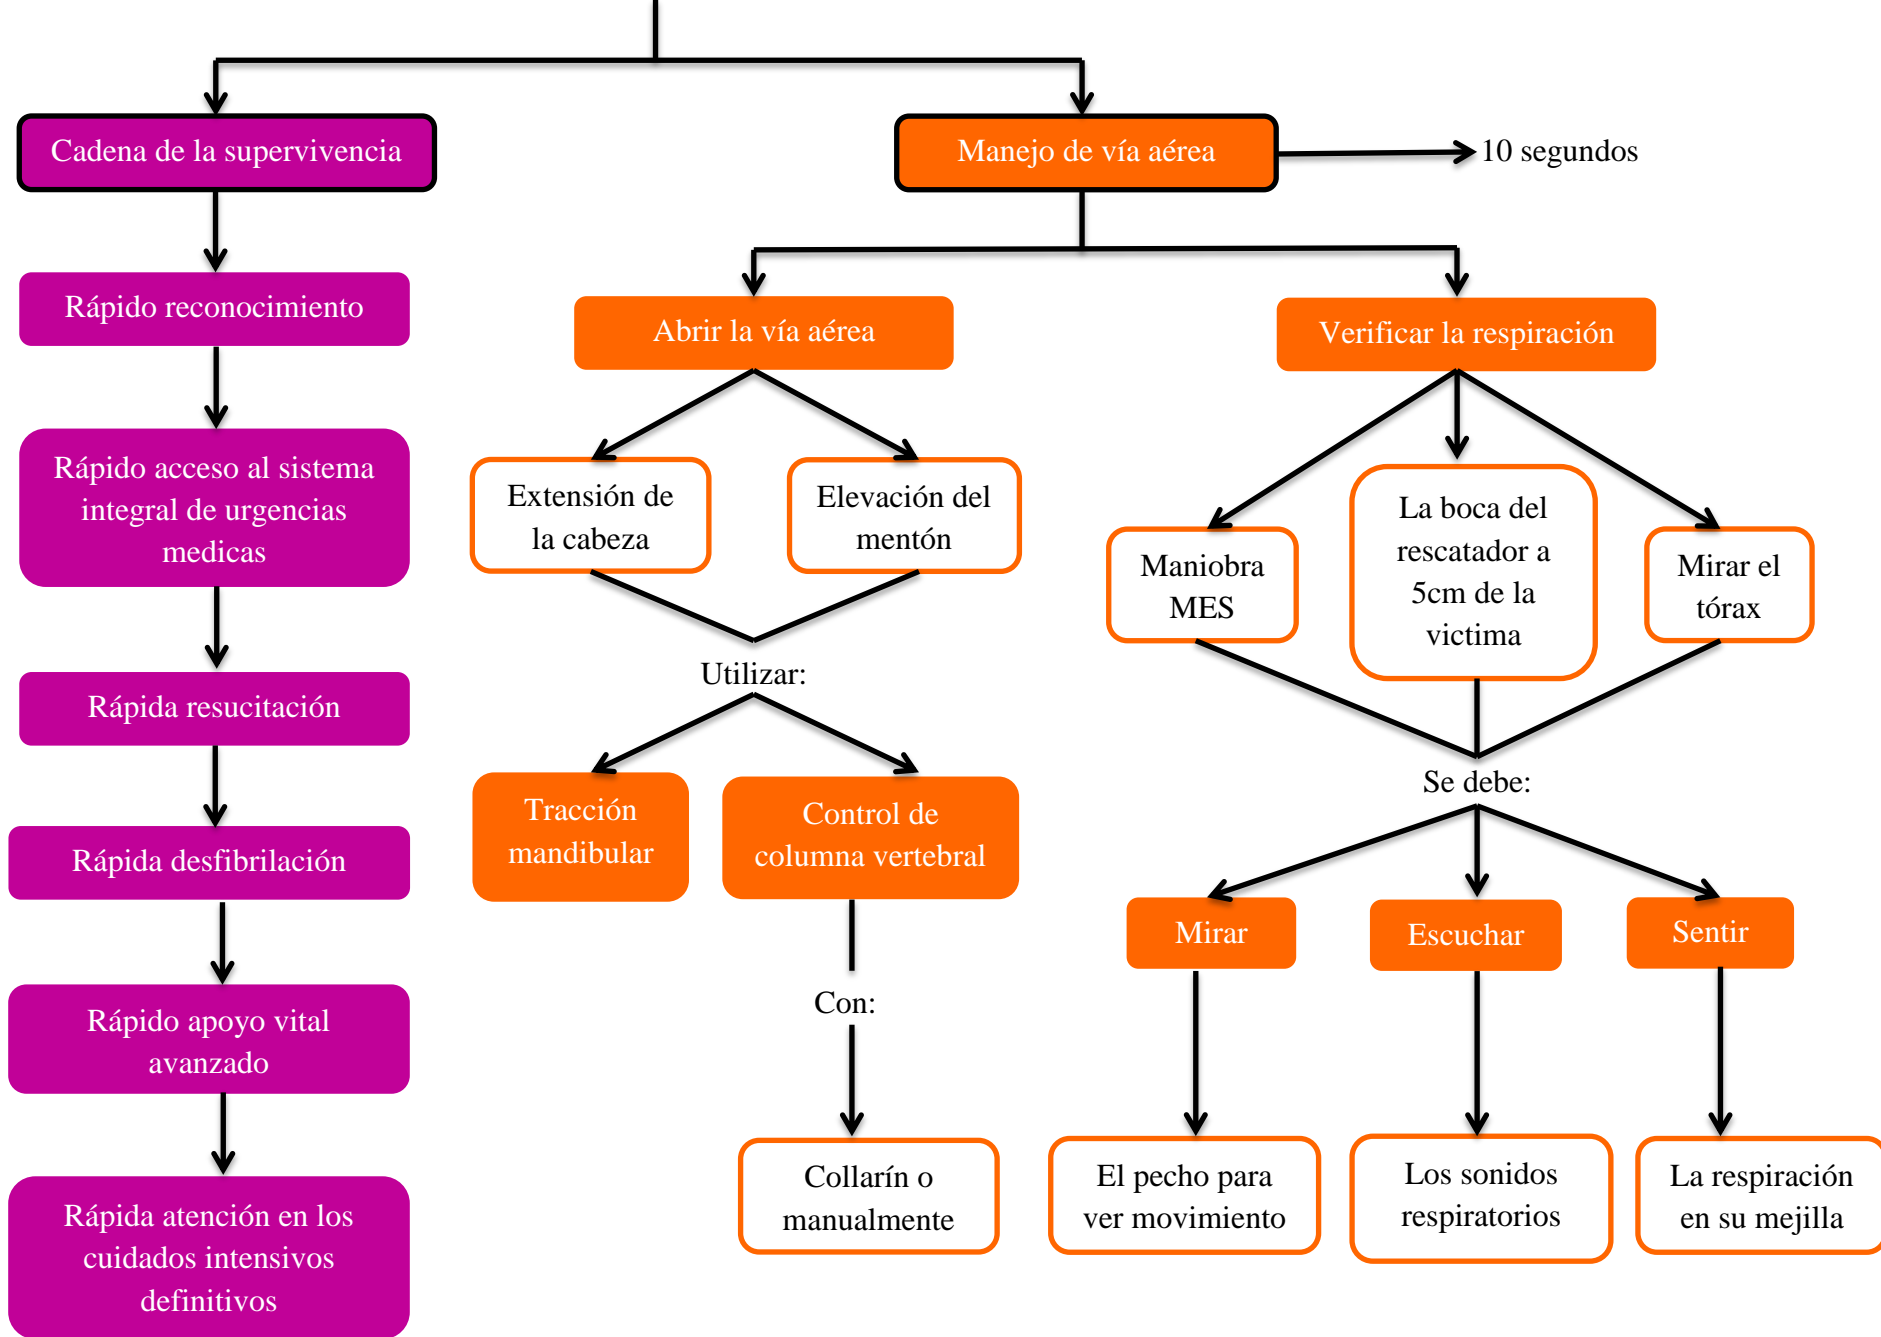 Cadena de la supervivencia
Manejo de vía aérea
10 segundos
Rápido reconocimiento
Rápido acceso al sistema
integral de urgencias
medicas
Rápida resucitación
Rápida desfibrilación
Rápido apoyo vital
avanzado
Rápida atención en los
cuidados intensivos
definitivos
Abrir la vía aérea
Extensión de
la cabeza
Elevación del
mentón
Utilizar:
Tracción
mandibular
Control de
columna vertebral
Con:
Collarín o
manualmente
Verificar la respiración
Maniobra
MES
La boca del
rescatador a
5cm de la
victima
Mirar el
tórax
Se debe:
Mirar
Escuchar
Sentir
El pecho para
ver movimiento
Los sonidos
respiratorios
La respiración
en su mejilla